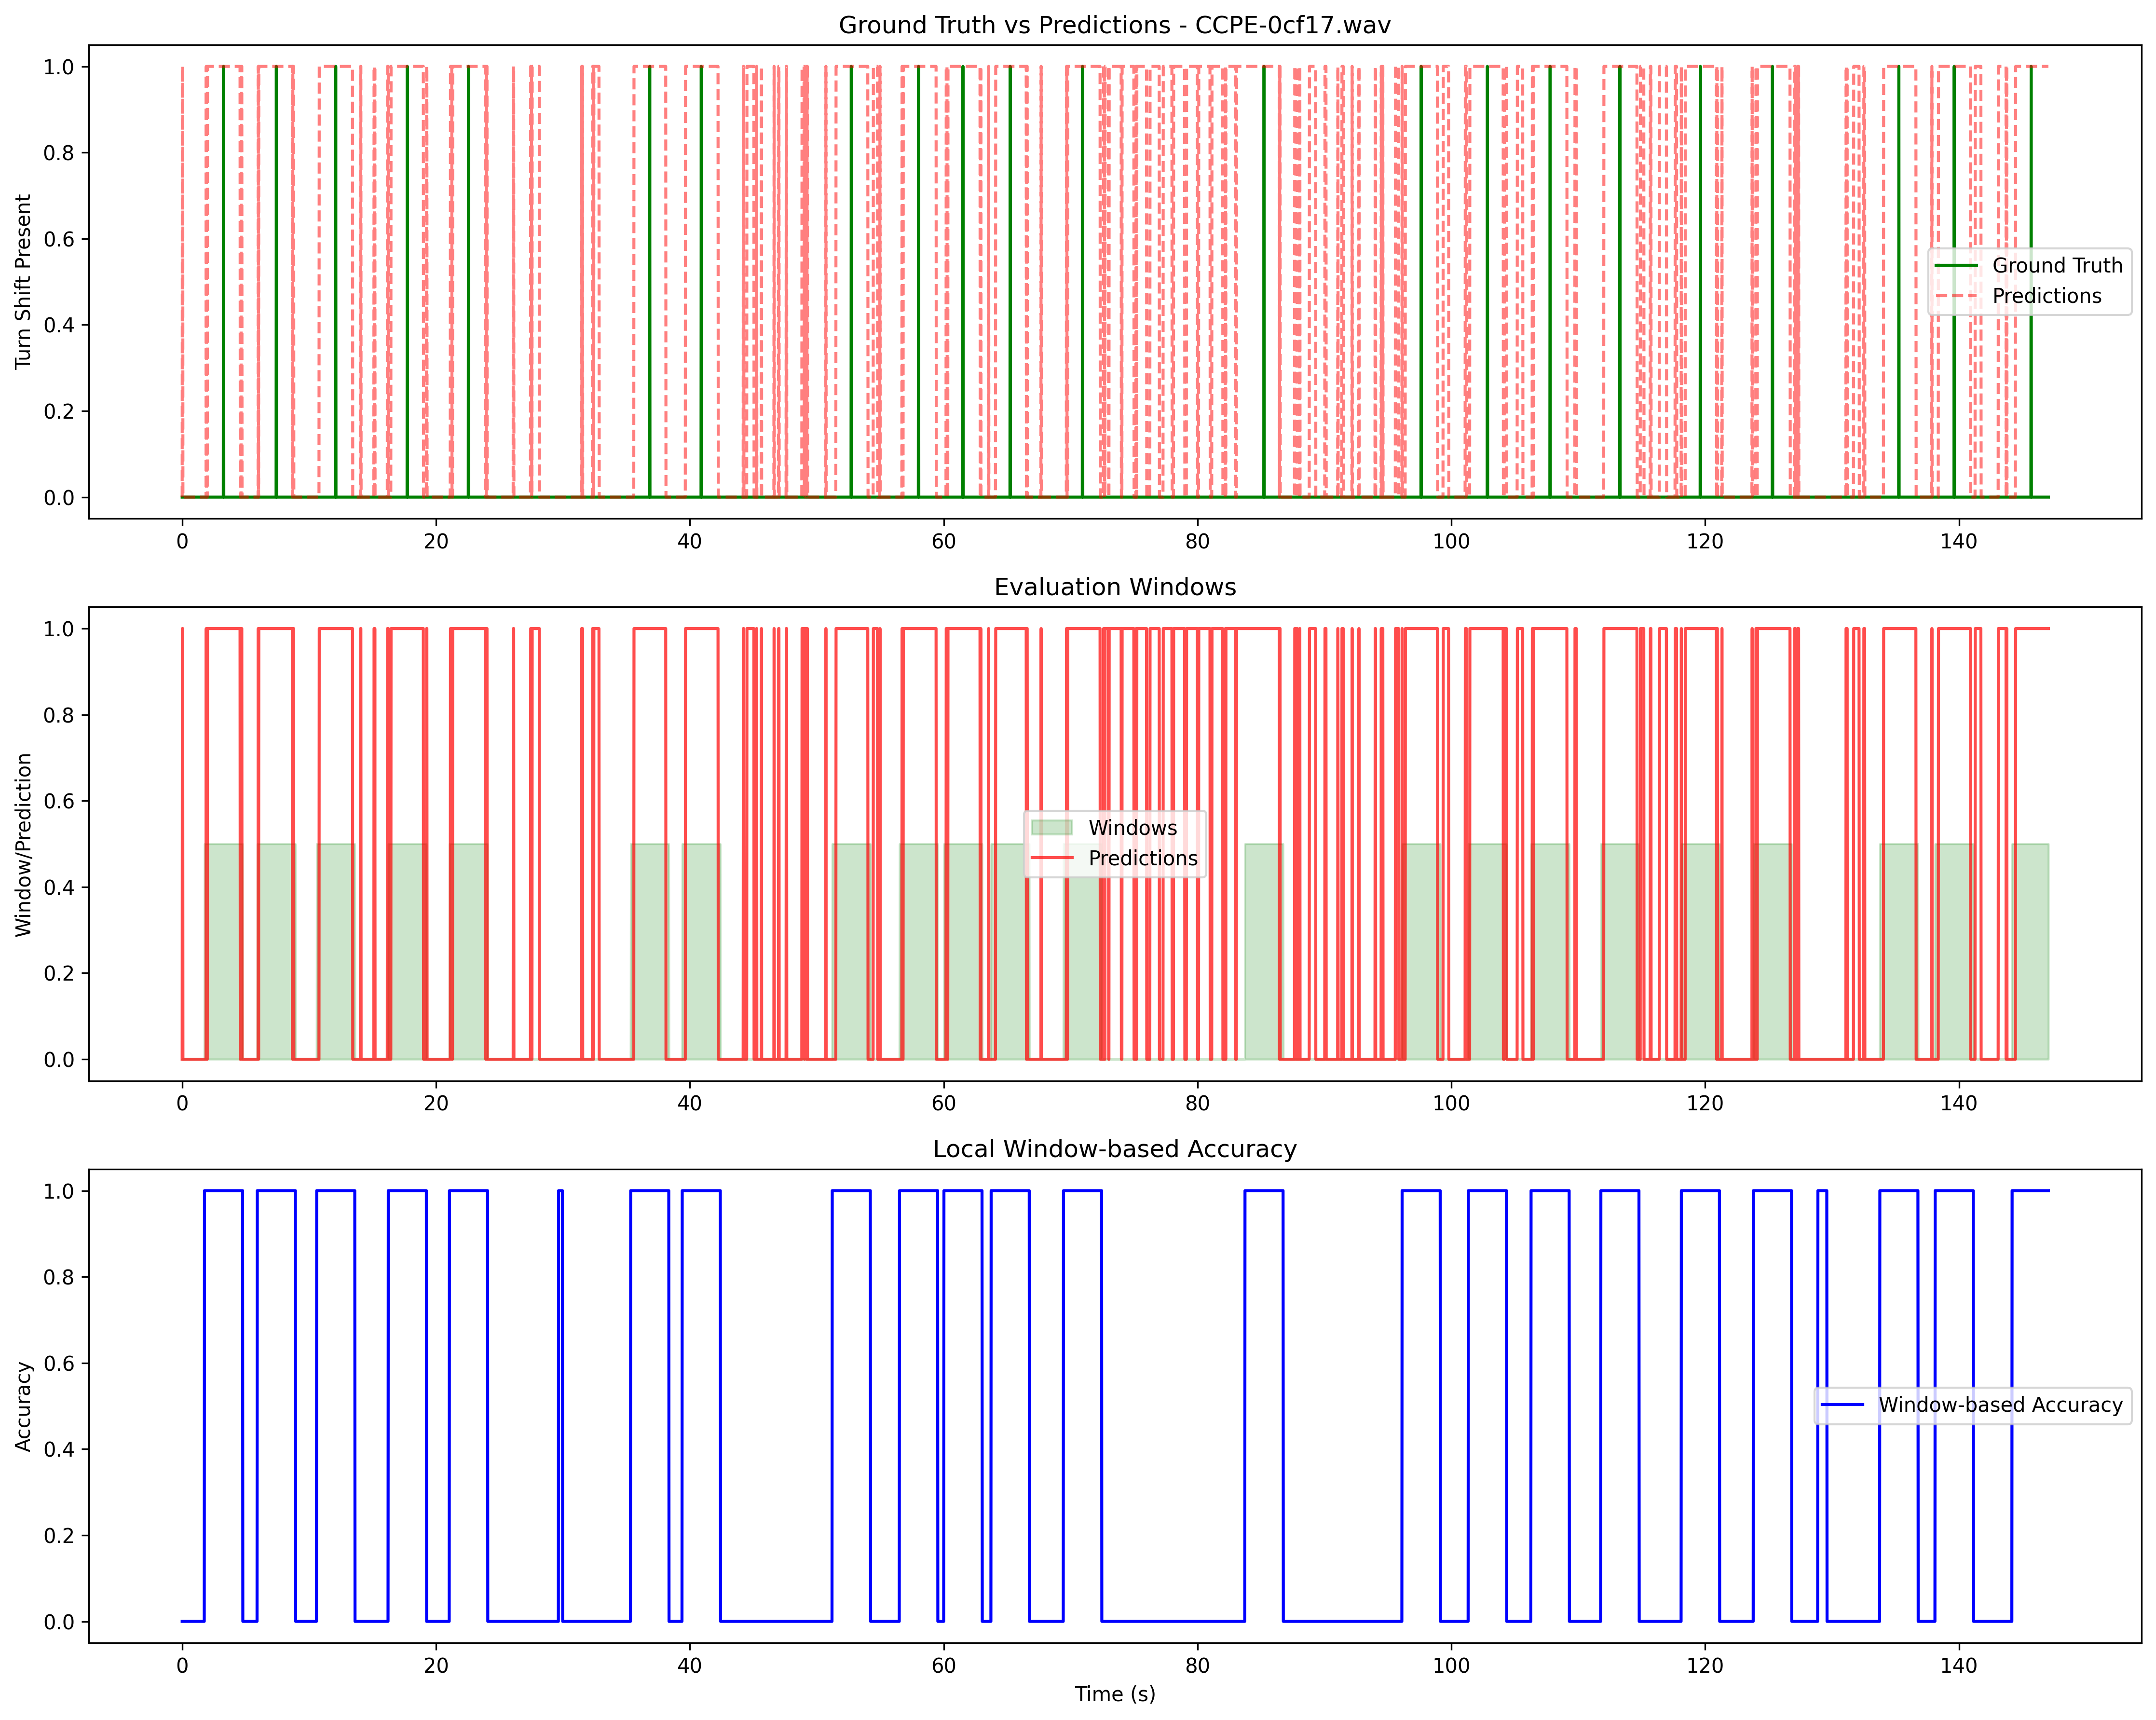 Ground Truth vs Predictions - CCPE-0cf17.wav
Turn Shift Present
1.0
0.8
0.6
0.4
0.2
0.0
Ground Truth
Predictions
0 20 40 60 80 100 120 140
Evaluation Windows
Window/Prediction
1.0
0.8
0.6
0.4
0.2
0.0
Windows
Predictions
0 20 40 60 80 100 120 140
Local Window-based Accuracy
Accuracy
1.0
0.8
0.6
0.4
0.2
0.0
Window-based Accuracy
0 20 40 60 80 100 120 140
Time (s)